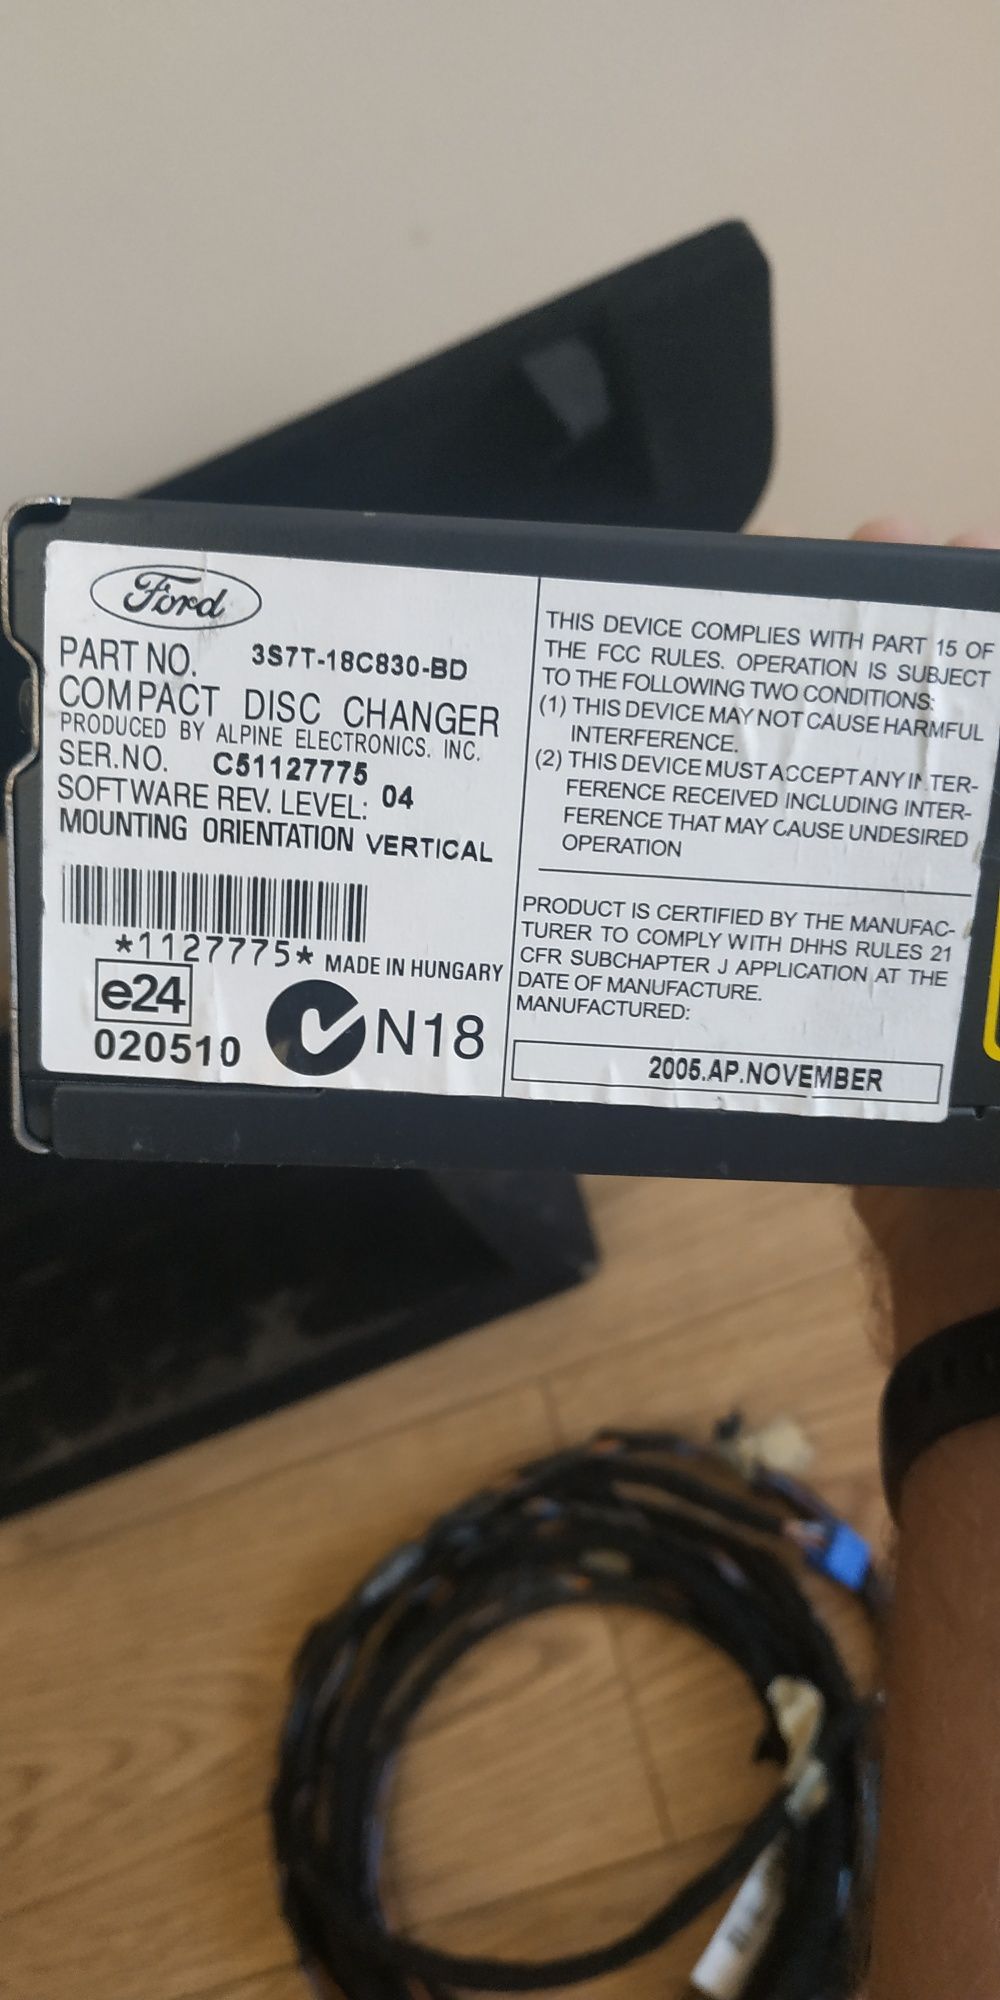 Ford
PART NO. 3S7T-18C830-BD
COMPACT DISC CHANGER
PRODUCED BY ALPINE ELECTRONICS. INC.
SER.NO. C51127775
SOFTWARE REV. LEVEL: 04
MOUNTING ORIENTATION VERTICAL
*1127775*
MADE IN HUNGARY
e24
020510
N18
THIS DEVICE COMPLIES WITH PART 15 OF
THE FCC RULES. OPERATION IS SUBJECT
TO THE FOLLOWING TWO CONDITIONS:
(1) THIS DEVICE MAY NOT CAUSE HARMFUL
INTERFERENCE.
(2) THIS DEVICE MUST ACCEPT ANY INTER-
FERENCE RECEIVED INCLUDING INTER-
FERENCE THAT MAY CAUSE UNDESIRED
OPERATION
PRODUCT IS CERTIFIED BY THE MANUFAC-
TURER TO COMPLY WITH DHHS RULES 21
CFR SUBCHAPTER J APPLICATION AT THE
DATE OF MANUFACTURE.
MANUFACTURED:
2005.AP.NOVEMBER